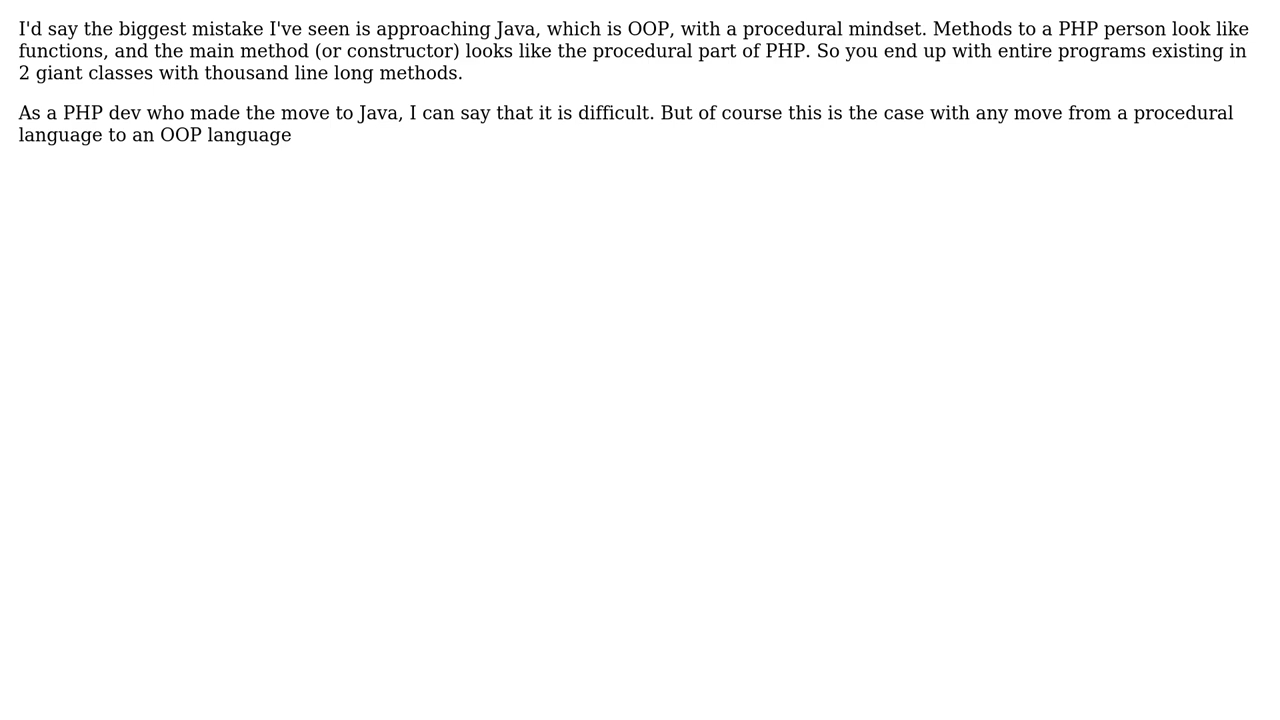 I'd say the biggest mistake I've seen is approaching Java, which is OOP, with a procedural mindset. Methods to a PHP person look like
functions, and the main method (or constructor) looks like the procedural part of PHP. So you end up with entire programs existing in
2 giant classes with thousand line long methods.
As a PHP dev who made the move to Java, I can say that it is difficult. But of course this is the case with any move from a procedural
language to an OOP language